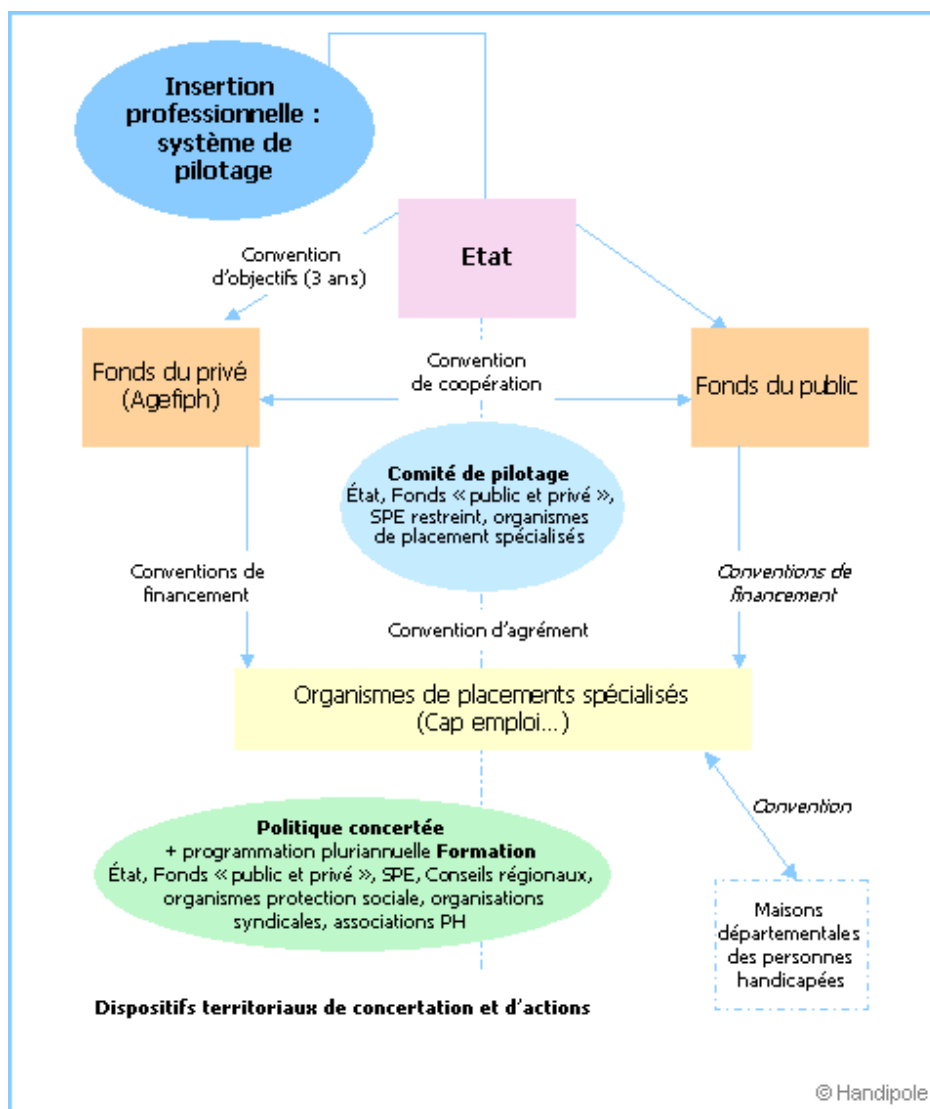 Insertion
professionnelle :
système de
pilotage
Etat
Convention
d'objectifs (3 ans)
Fonds du privé
(Agefiph)
Convention
de coopération
Fonds du public
Comité de pilotage
État, Fonds « public et privé »,
SPE restreint, organismes
de placement spécialisés
Conventions de
financement
Conventions de
financement
Convention d'agrément
Organismes de placements spécialisés
(Cap emploi...)
Convention
Politique concertée
+ programmation pluriannuelle Formation
État, Fonds « public et privé », SPE, Conseils régionaux,
organismes protection sociale, organisations
syndicales, associations PH
Maisons
départementales
des personnes
handicapées
Dispositifs territoriaux de concertation et d'actions
© Handipole